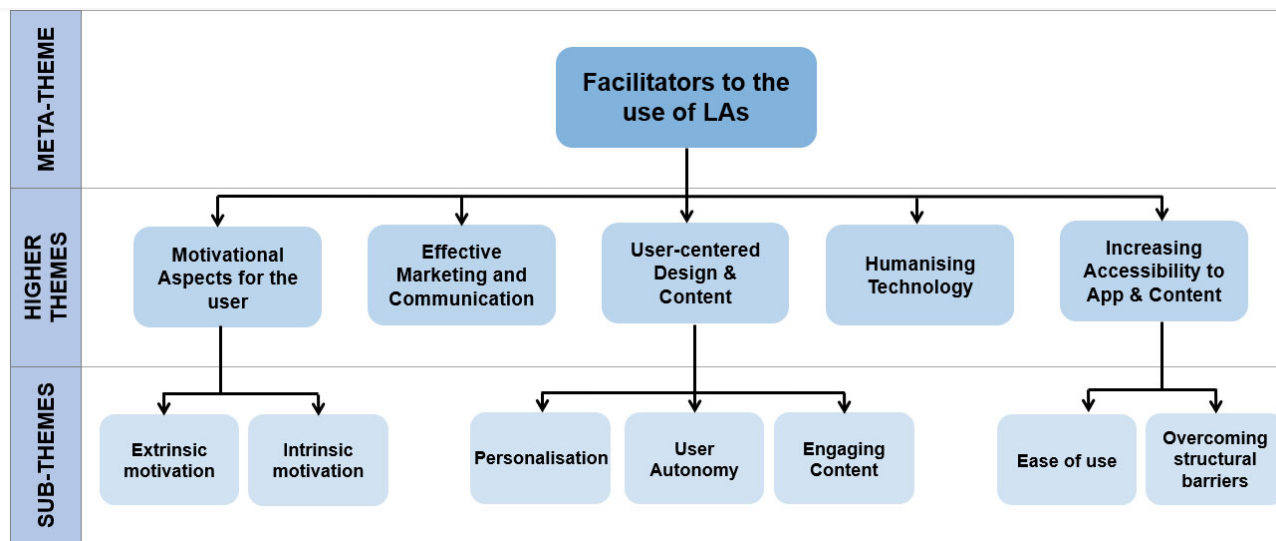 META-THEME
Facilitators to the
use of LAs
HIGHER
THEMES
Motivational
Aspects for the
user
Effective
Marketing and
Communication
User-centered
Design &
Content
Humanising
Technology
Increasing
Accessibility to
App & Content
SUB-THEMES
Extrinsic
motivation
Intrinsic
motivation
Personalisation
User
Autonomy
Engaging
Content
Ease of use
Overcoming
structural
barriers